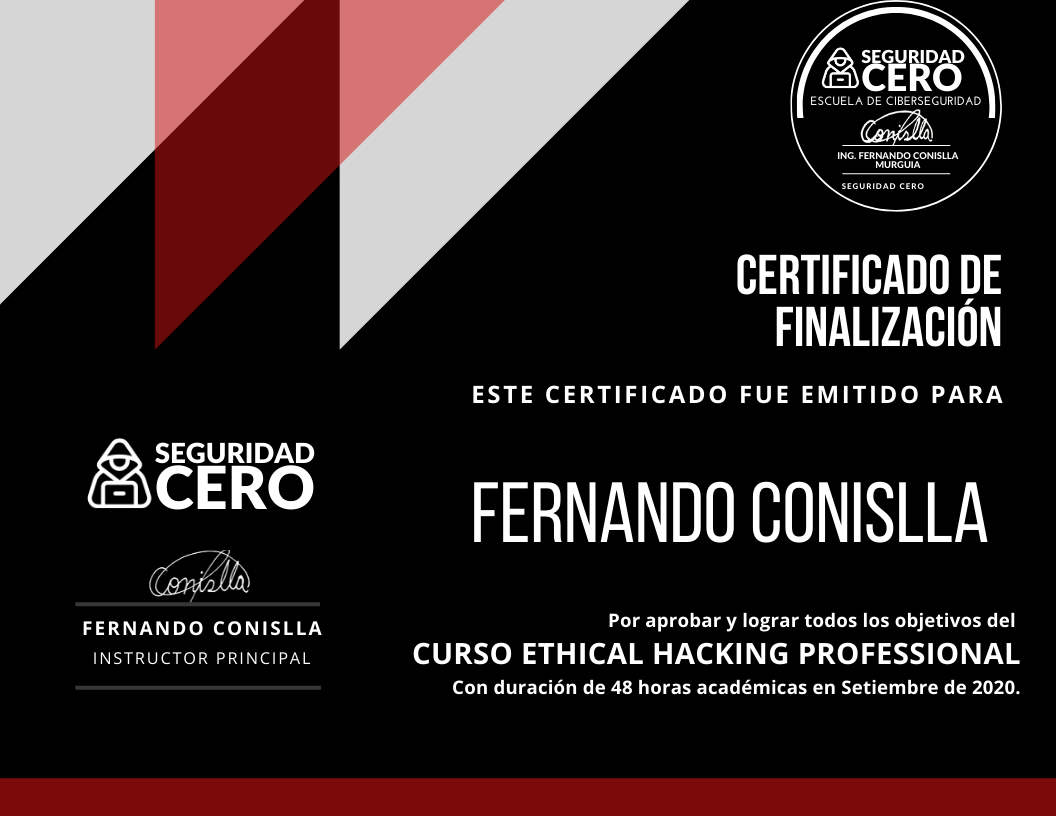 SEGURIDAD
CERO
ESCUELA DE CIBERSEGURIDAD
Conislla
ING. FERNANDO CONISLLA
MURGUIA
SEGURIDAD CERO
CERTIFICADO DE
FINALIZACIÓN
ESTE CERTIFICADO FUE EMITIDO PARA
SEGURIDAD
CERO
FERNANDO CONISLLA
Conislla
FERNANDO CONISLLA
INSTRUCTOR PRINCIPAL
Por aprobar y lograr todos los objetivos del
CURSO ETHICAL HACKING PROFESSIONAL
Con duración de 48 horas académicas en Setiembre de 2020.